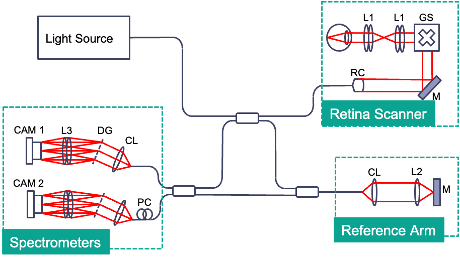 Light Source
L1 L1 GS
RC
M
Retina Scanner
CAM 1 L3 DG CL
CAM 2
PC
Spectrometers
CL L2
M
Reference Arm